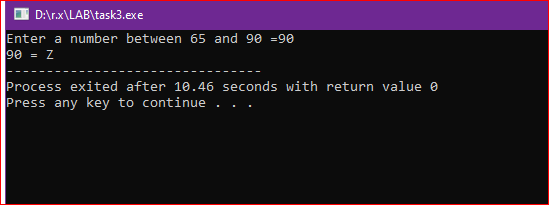 D:\r.x\LAB\task3.exe
Enter a number between 65 and 90 =90
90 = Z
--------------------------------
Process exited after 10.46 seconds with return value 0
Press any key to continue . . .